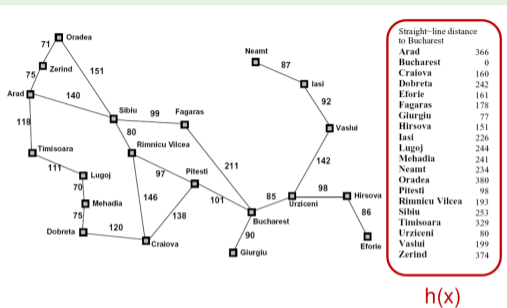 Oradea
71
Neamt
Zerind
87
75
151
Iasi
Arad
140
92
Sibiu
99
Fagaras
118
Vaslui
80
Rimnicu Vilcea
Timisoara
142
111
Lugoj
97
Pitesti
211
70
98
Hirsova
Mehadia
146
101
85
Urziceni
75
138
86
120
Bucharest
Dobreta
90
Craiova
Eforie
Giurgiu
Straight-line distance
to Bucharest
Arad 366
Bucharest 0
Craiova 160
Dobreta 242
Eforie 161
Fagaras 178
Giurgiu 77
Hirsova 151
Iasi 226
Lugoj 244
Mehadia 241
Neamt 234
Oradea 380
Pitesti 98
Rimnicu Vilcea 193
Sibiu 253
Timisoara 329
Urziceni 80
Vaslui 199
Zerind 374
h(x)